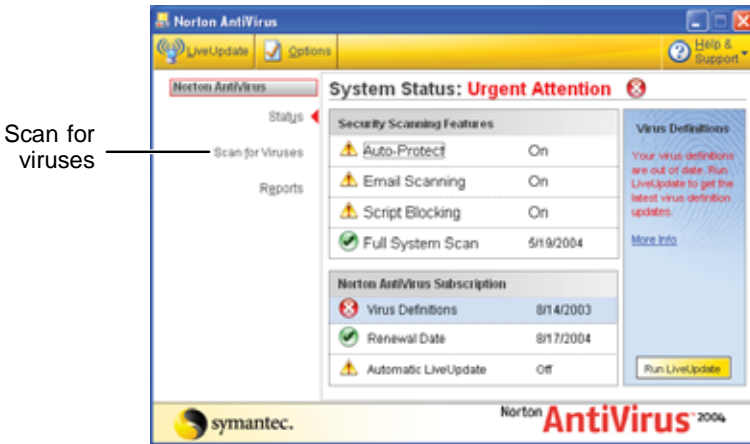 Norton AntiVirus
LiveUpdate Options Help & Support
Scan for viruses
Norton AntiVirus
Status
Scan for Viruses
Reports
System Status: Urgent Attention
Security Scanning Features
Auto-Protect On
Email Scanning On
Script Blocking On
Full System Scan 5/19/2004
Norton AntiVirus Subscription
Virus Definitions 8/14/2003
Renewal Date 8/17/2004
Automatic LiveUpdate Off
Virus Definitions
Your virus definitions
are out of date. Run
LiveUpdate to get the
latest virus definition
updates.
More Info
Run LiveUpdate
symantec.
Norton AntiVirus 2004